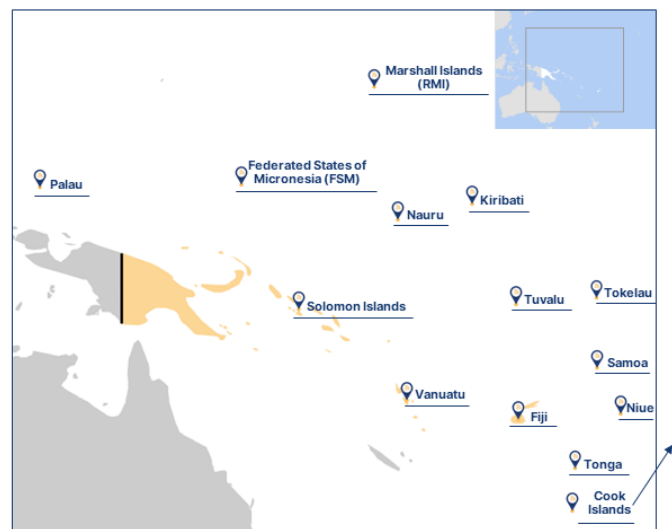 Marshall Islands
(RMI)
Federated States of
Micronesia (FSM)
Palau
Kiribati
Nauru
Solomon Islands
Tuvalu
Tokelau
Samoa
Vanuatu
Niue
Fiji
Tonga
Cook
Islands